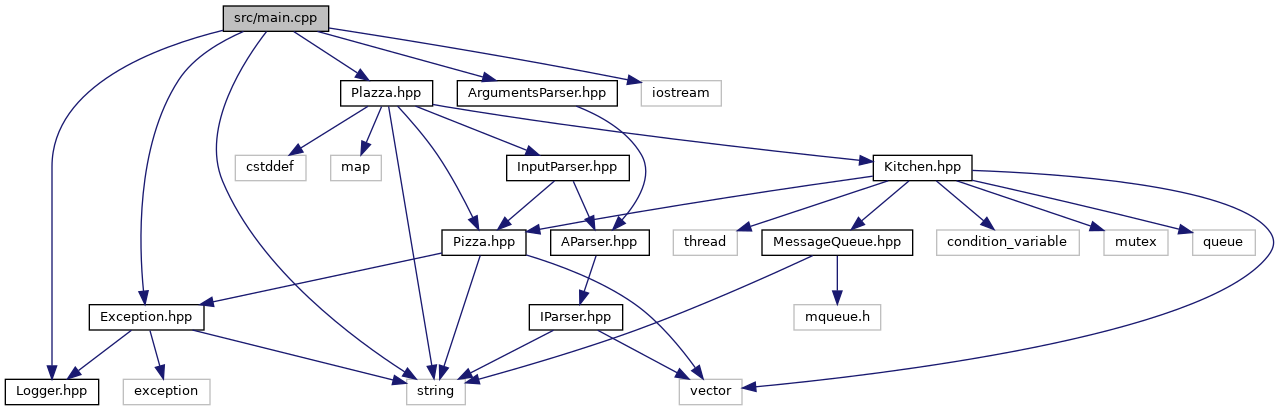 src/main.cpp
Plazza.hpp
ArgumentsParser.hpp
iostream
cstddef
map
InputParser.hpp
Kitchen.hpp
Pizza.hpp
AParser.hpp
thread
MessageQueue.hpp
condition_variable
mutex
queue
Exception.hpp
IParser.hpp
mqueue.h
Logger.hpp
exception
string
vector